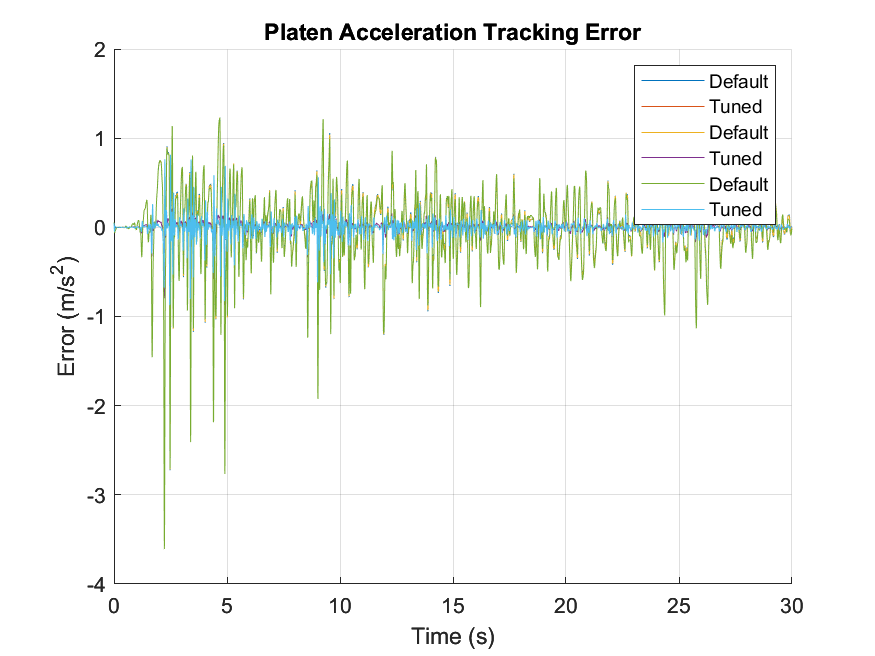 Platen Acceleration Tracking Error
2
1
0
-1
-2
-3
-4
Error (m/s²)
Default
Tuned
Default
Tuned
Default
Tuned
0 5 10 15 20 25 30
Time (s)